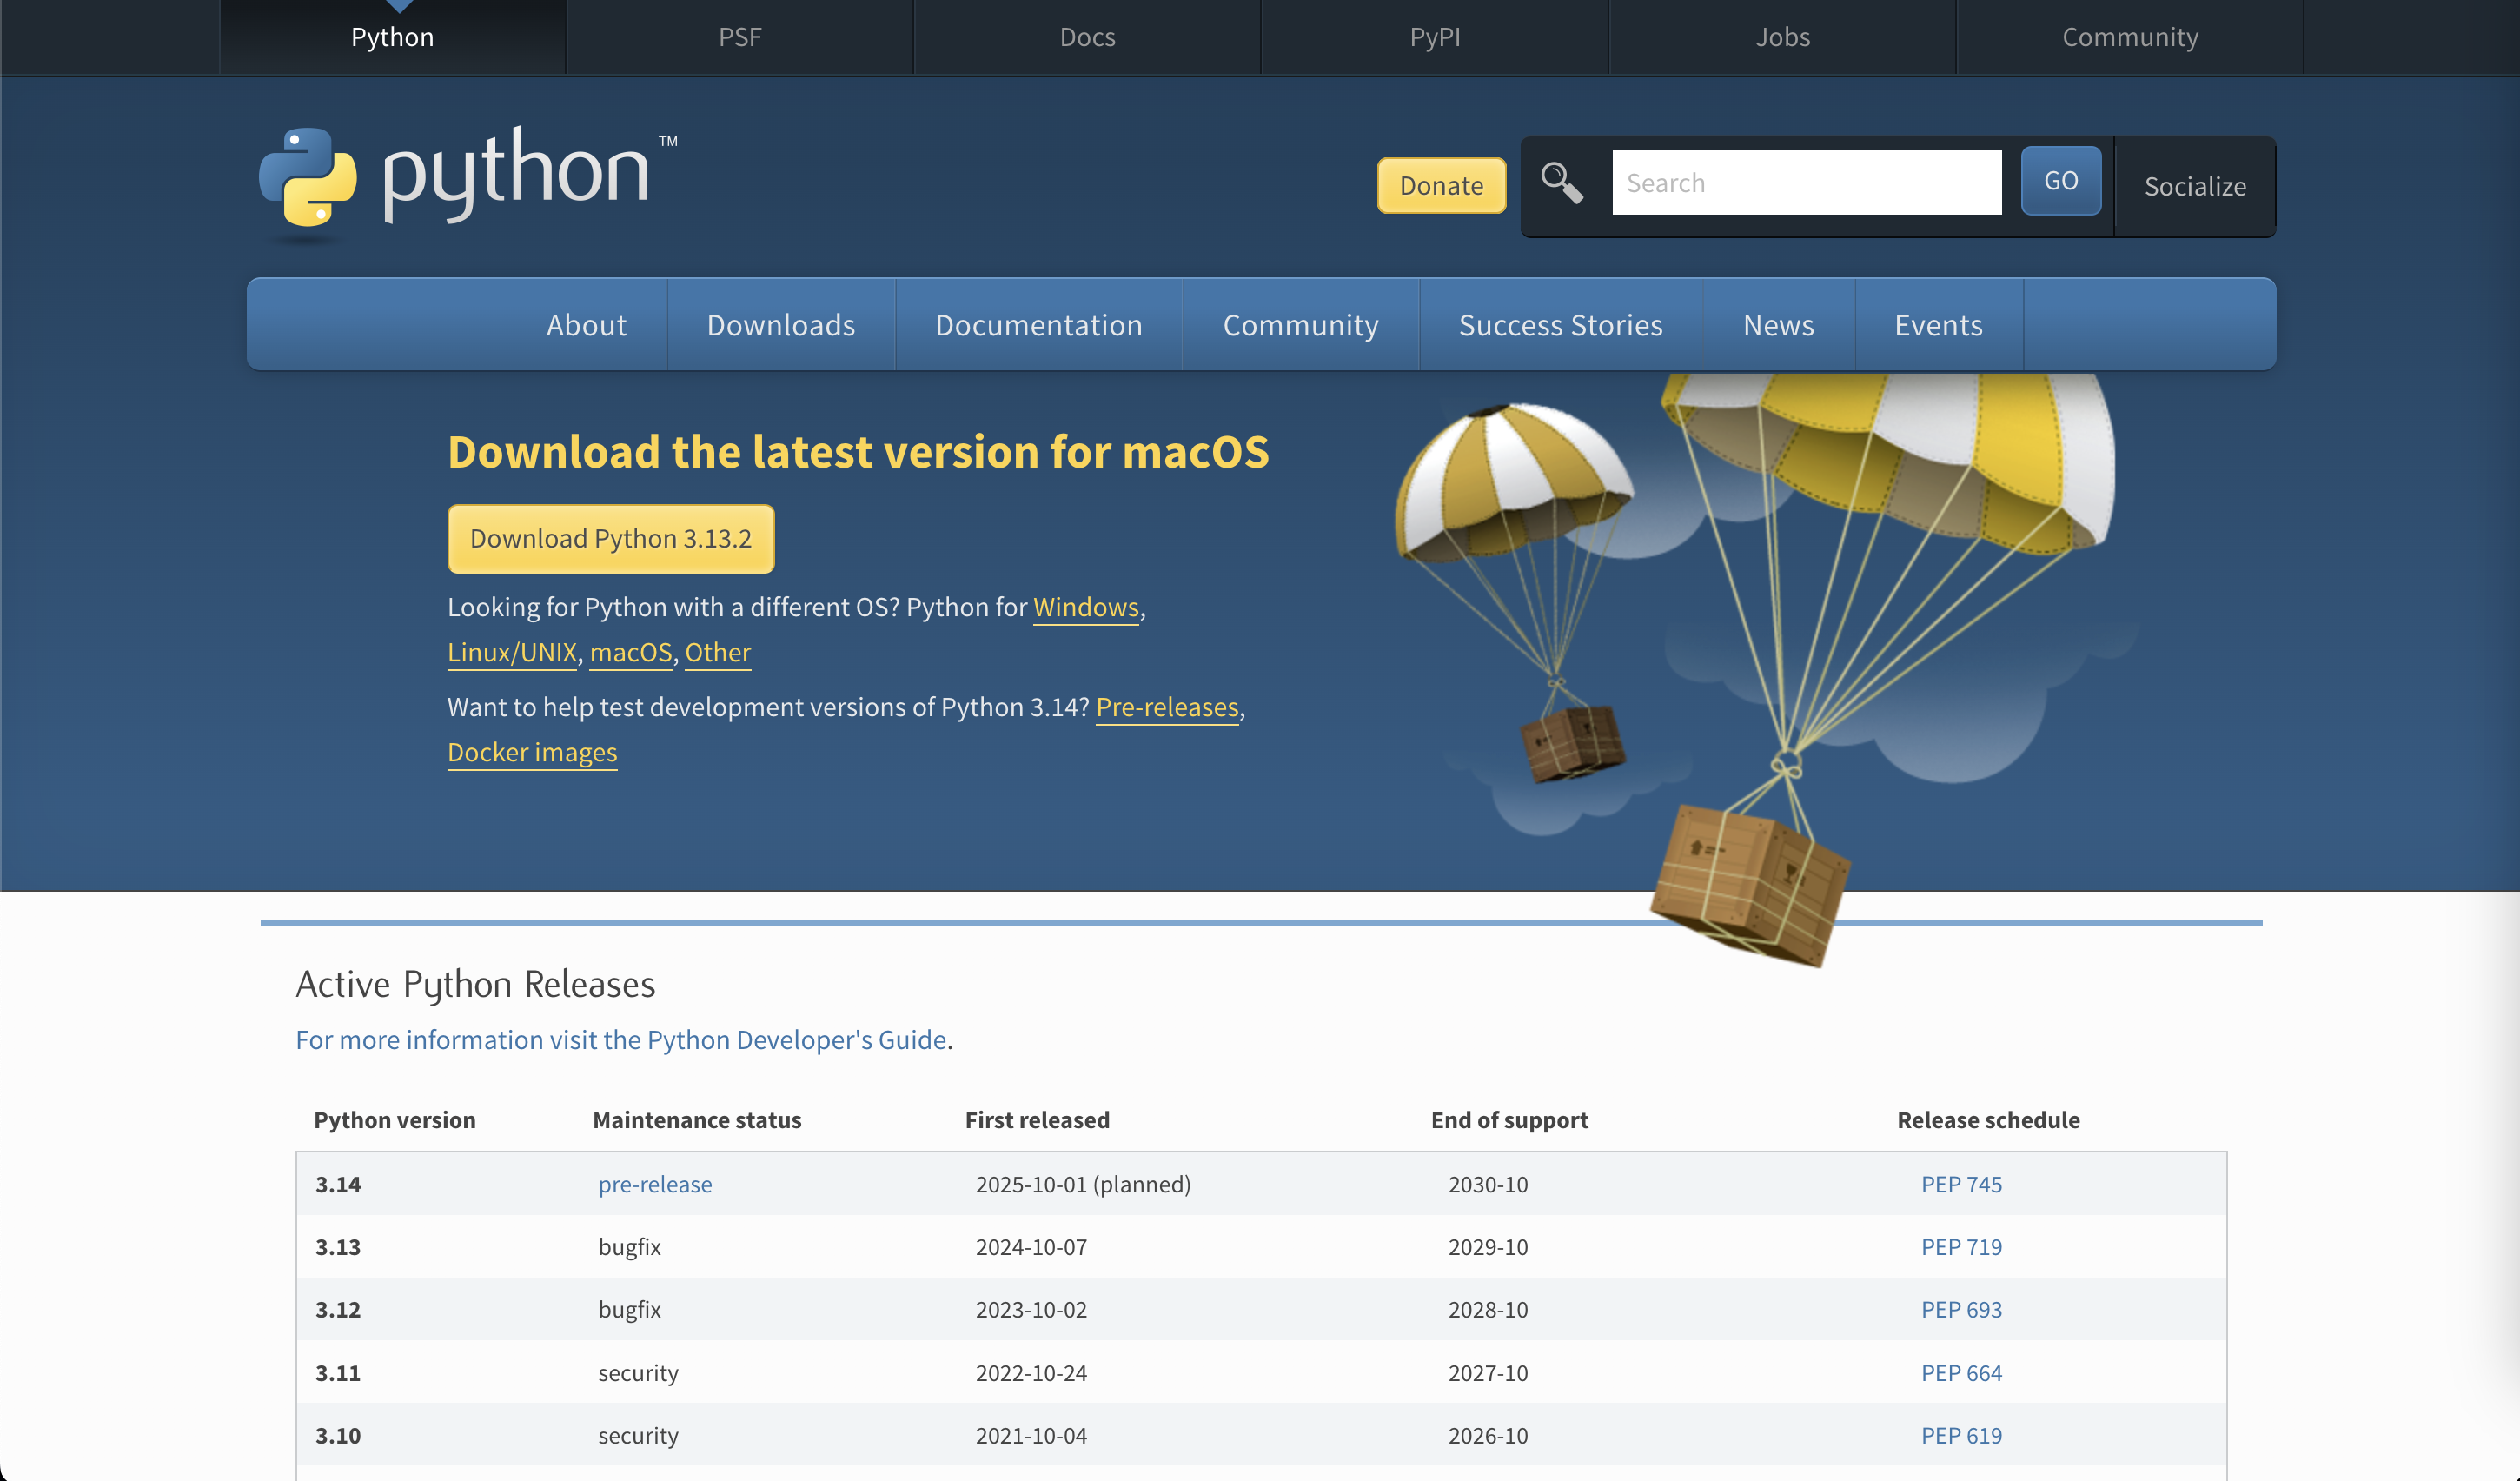 Python
PSF
Docs
PyPI
Jobs
Community
python™
Donate
Search
GO
Socialize
About
Downloads
Documentation
Community
Success Stories
News
Events
Download the latest version for macOS
Download Python 3.13.2
Looking for Python with a different OS? Python for Windows,
Linux/UNIX, macOS, Other
Want to help test development versions of Python 3.14? Pre-releases,
Docker images
Active Python Releases
For more information visit the Python Developer's Guide.
Python version Maintenance status First released End of support Release schedule
3.14 pre-release 2025-10-01 (planned) 2030-10 PEP 745
3.13 bugfix 2024-10-07 2029-10 PEP 719
3.12 bugfix 2023-10-02 2028-10 PEP 693
3.11 security 2022-10-24 2027-10 PEP 664
3.10 security 2021-10-04 2026-10 PEP 619